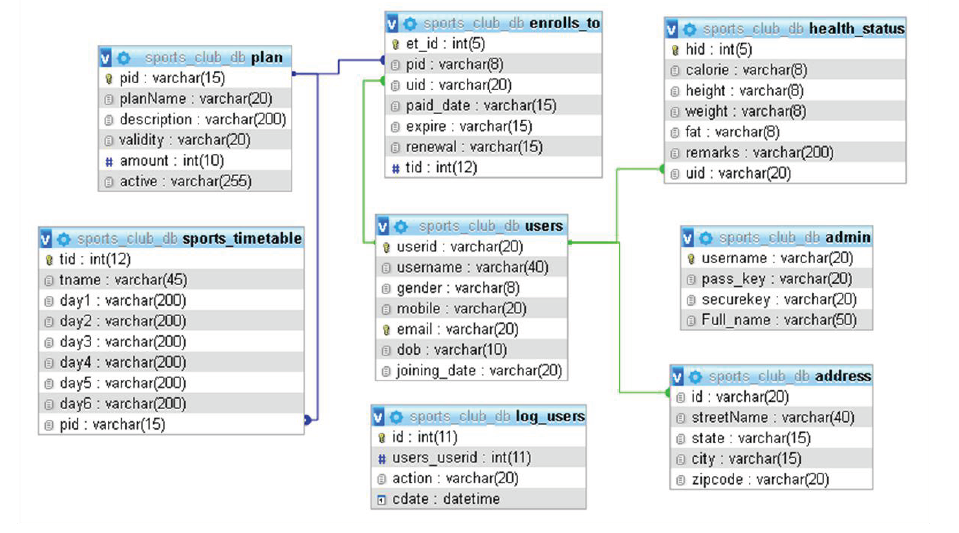 sports_club_db plan
pid : varchar(15)
planName : varchar(20)
description : varchar(200)
validity : varchar(20)
# amount : int(10)
active : varchar(255)
sports_club_db enrolls_to
et_id : int(5)
pid : varchar(8)
uid : varchar(20)
paid_date : varchar(15)
expire : varchar(15)
renewal : varchar(15)
# tid : int(12)
sports_club_db health_status
hid : int(5)
calorie : varchar(8)
height : varchar(8)
weight : varchar(8)
fat : varchar(8)
remarks : varchar(200)
uid : varchar(20)
sports_club_db sports_timetable
tid : int(12)
tname : varchar(45)
day1 : varchar(200)
day2 : varchar(200)
day3 : varchar(200)
day4 : varchar(200)
day5 : varchar(200)
day6 : varchar(200)
pid : varchar(15)
sports_club_db users
userid : varchar(20)
username : varchar(40)
gender : varchar(8)
mobile : varchar(20)
email : varchar(20)
dob : varchar(10)
joining_date : varchar(20)
sports_club_db admin
username : varchar(20)
pass_key : varchar(20)
securekey : varchar(20)
Full_name : varchar(50)
sports_club_db log_users
id : int(11)
# users_userid : int(11)
action : varchar(20)
cdate : datetime
sports_club_db address
id : varchar(20)
streetName : varchar(40)
state : varchar(15)
city : varchar(15)
zipcode : varchar(20)